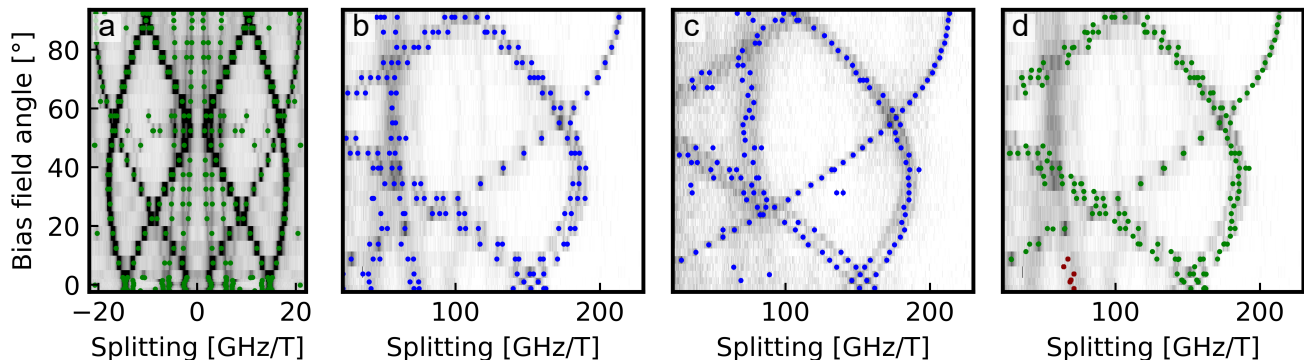 a
b
c
d
Bias field angle [°]
80
60
40
20
0
−20 0 20
100 200
100 200
100 200
Splitting [GHz/T]
Splitting [GHz/T]
Splitting [GHz/T]
Splitting [GHz/T]